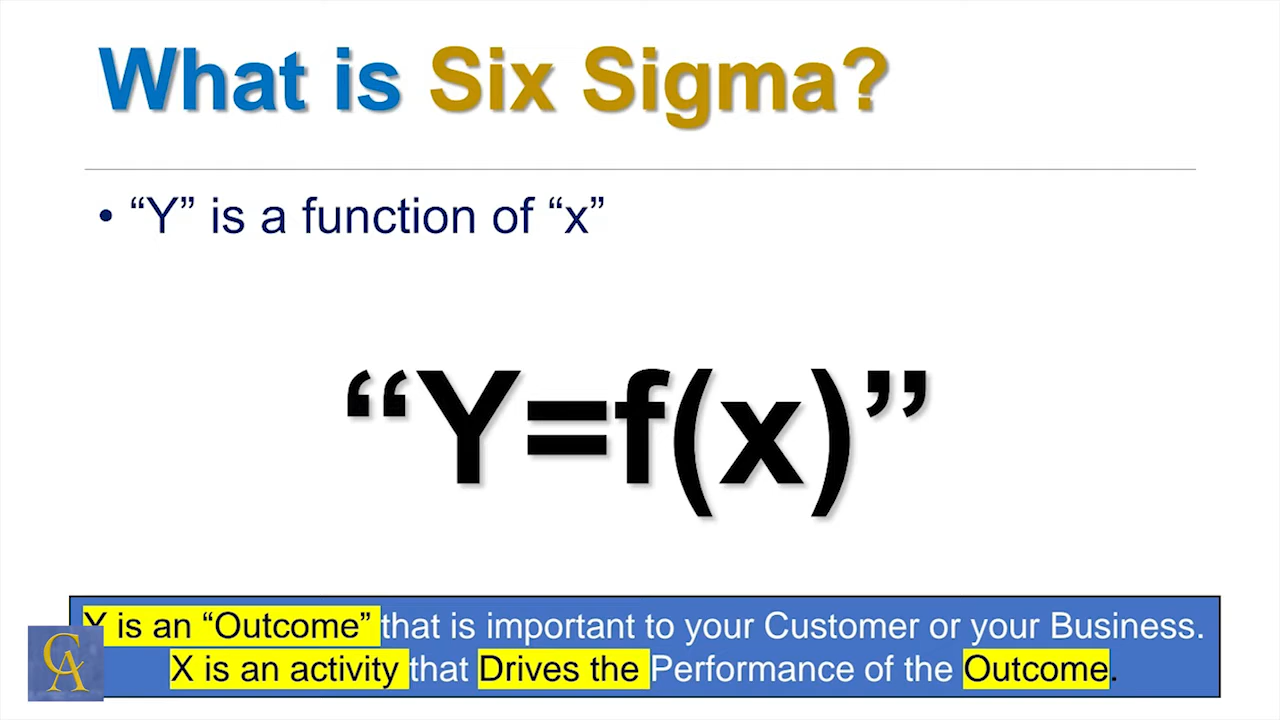 What is Six Sigma?
• “Y” is a function of “x”
“Y=f(x)”
Y is an “Outcome” that is important to your Customer or your Business.
X is an activity that Drives the Performance of the Outcome.
CA